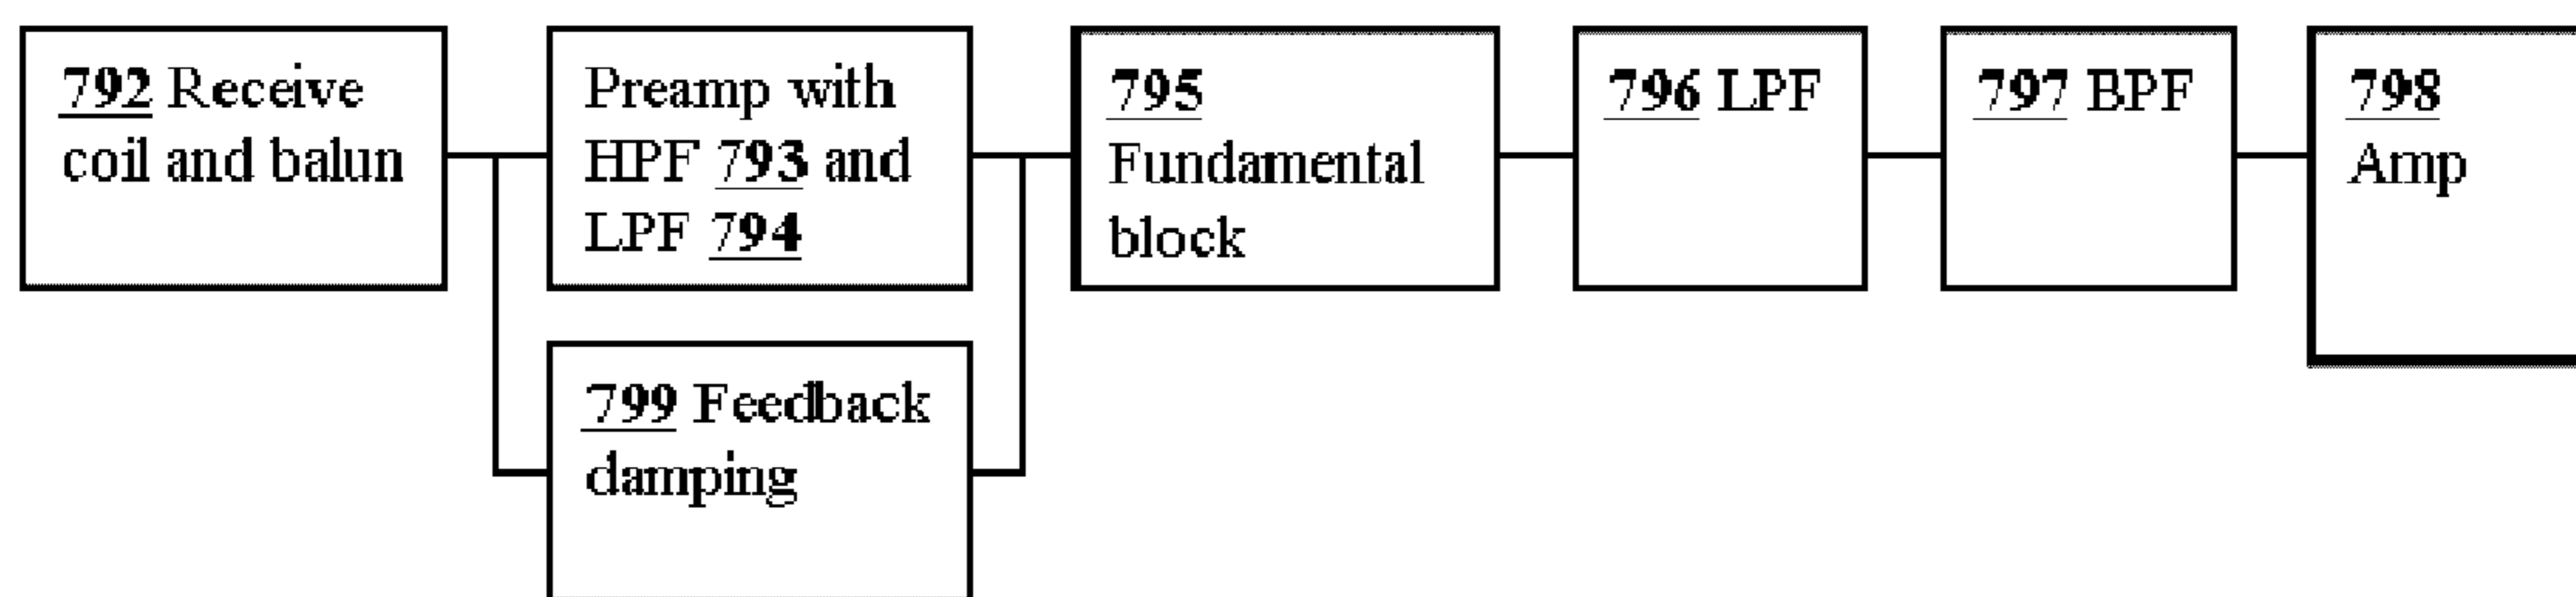 792 Receive
coil and balun
Preamp with
HPF 793 and
LPF 794
795
Fundamental
block
796 LPF
797 BPF
798
Amp
799 Feedback
damping